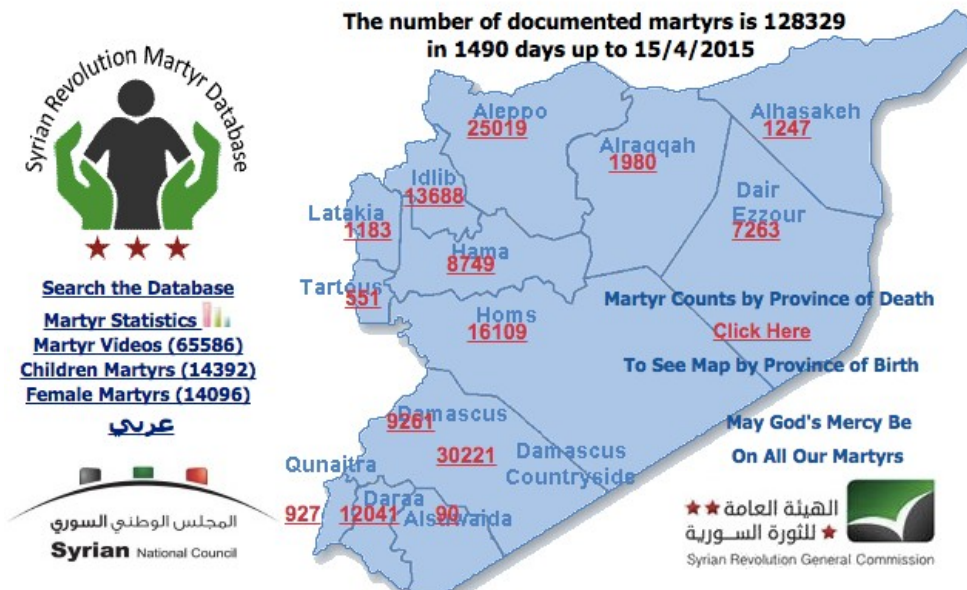 The number of documented martyrs is 128329
in 1490 days up to 15/4/2015
Syrian Revolution Martyr Database
Search the Database
Martyr Statistics
Martyr Videos (65586)
Children Martyrs (14392)
Female Martyrs (14096)
عربي
المجلس الوطني السوري
Syrian National Council
Aleppo
25019
Alhasakeh
1247
Alraqqah
1980
Idlib
13688
Dair
Ezzour
7263
Latakia
1183
Hama
8749
Tartous
551
Homs
16109
Martyr Counts by Province of Death
Click Here
To See Map by Province of Birth
May God's Mercy Be
On All Our Martyrs
Damascus
9261
Damascus
Countryside
30221
Qunaitra
927
Daraa
12041
Alsuwaida
90
الهيئة العامة
للثورة السورية
Syrian Revolution General Commission